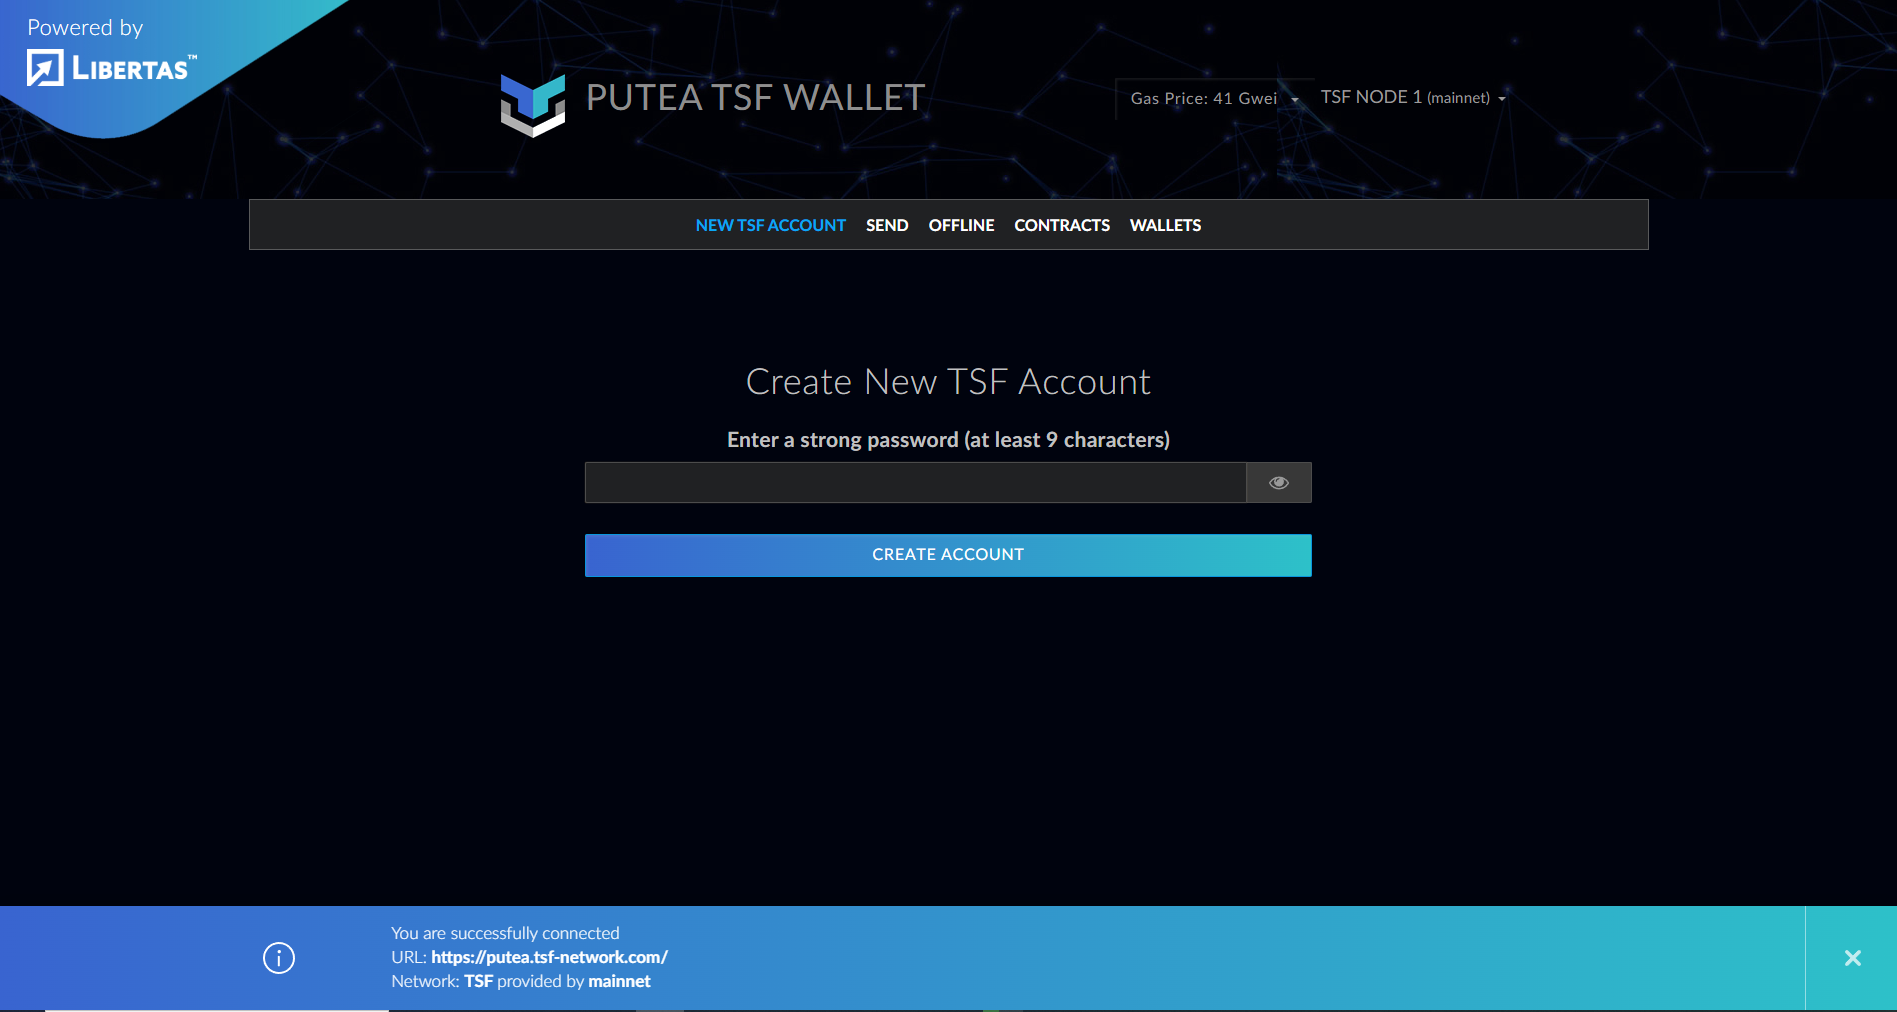 Powered by
LIBERTAS™
PUTEA TSF WALLET
Gas Price: 41 Gwei
TSF NODE 1 (mainnet)
NEW TSF ACCOUNT SEND OFFLINE CONTRACTS WALLETS
Create New TSF Account
Enter a strong password (at least 9 characters)
CREATE ACCOUNT
You are successfully connected
URL: https://putea.tsf-network.com/
Network: TSF provided by mainnet